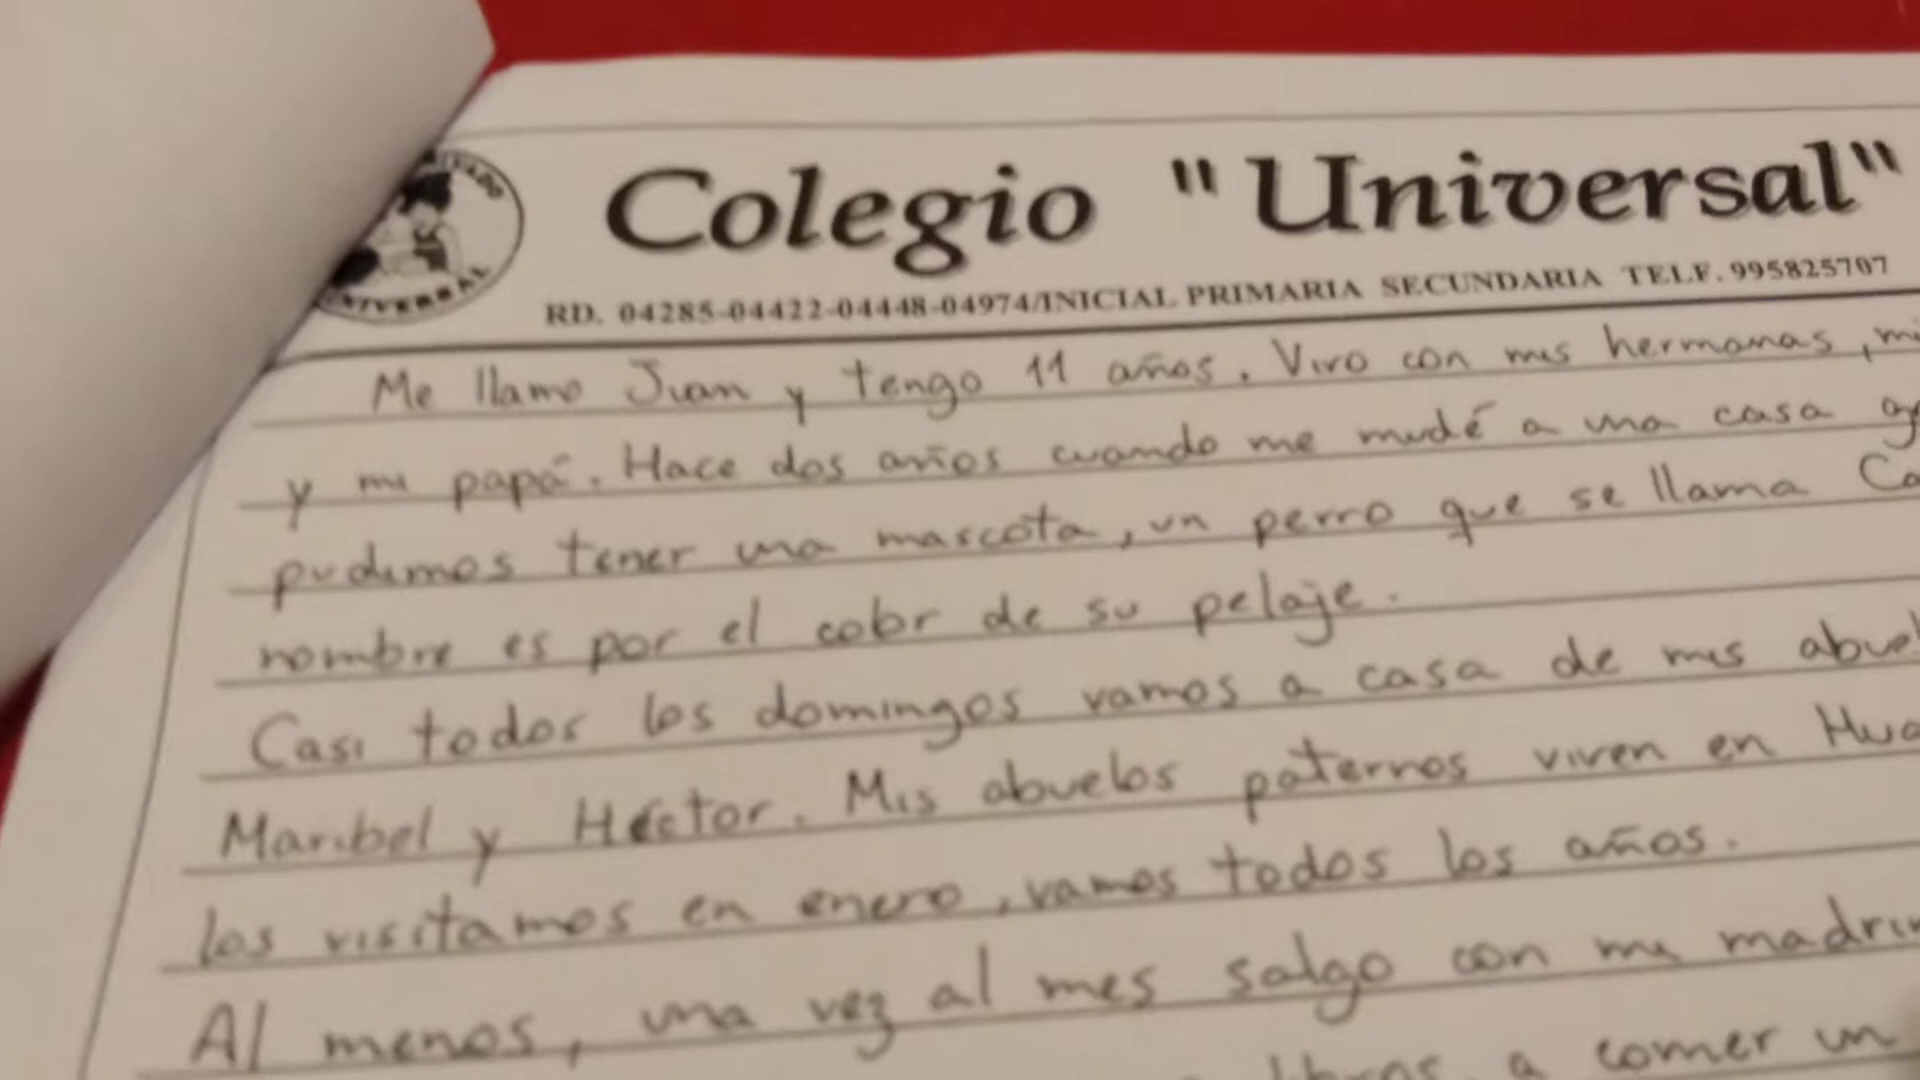 UNIVERSAL
Colegio "Universal"
RD. 04285-04422-04448-04974/INICIAL PRIMARIA SECUNDARIA TELF. 995825707
Me llamo Juan y tengo 11 años. Vivo con mis hermanas, mi
y mi papá. Hace dos años cuando me mudé a una casa
pudimos tener una mascota, un perro que se llama
nombre es por el color de su pelaje.
Casi todos los domingos vamos a casa de mis
Maribel y Héctor. Mis abuelos paternos viven en
los visitamos en enero, vamos todos los años.
Al menos, una vez al mes salgo con mi
libros, a comer un